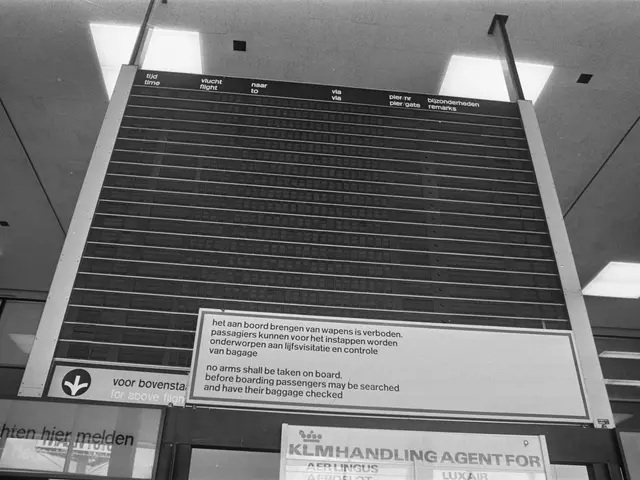 tijd vlucht naar via pier/nr bijzonderheden
time flight to via pier/gate remarks
het aan boord brengen van wapens is verboden.
passagiers kunnen voor het instappen worden
onderworpen aan lijfsvisitatie en controle
van bagage
no arms shall be taken on board.
before boarding passengers may be searched
and have their baggage checked
voor bovensta
for above fligh
hten hier melden
KLM HANDLING AGENT FOR
AER LINGUS LUXAIR
AEROFLOT